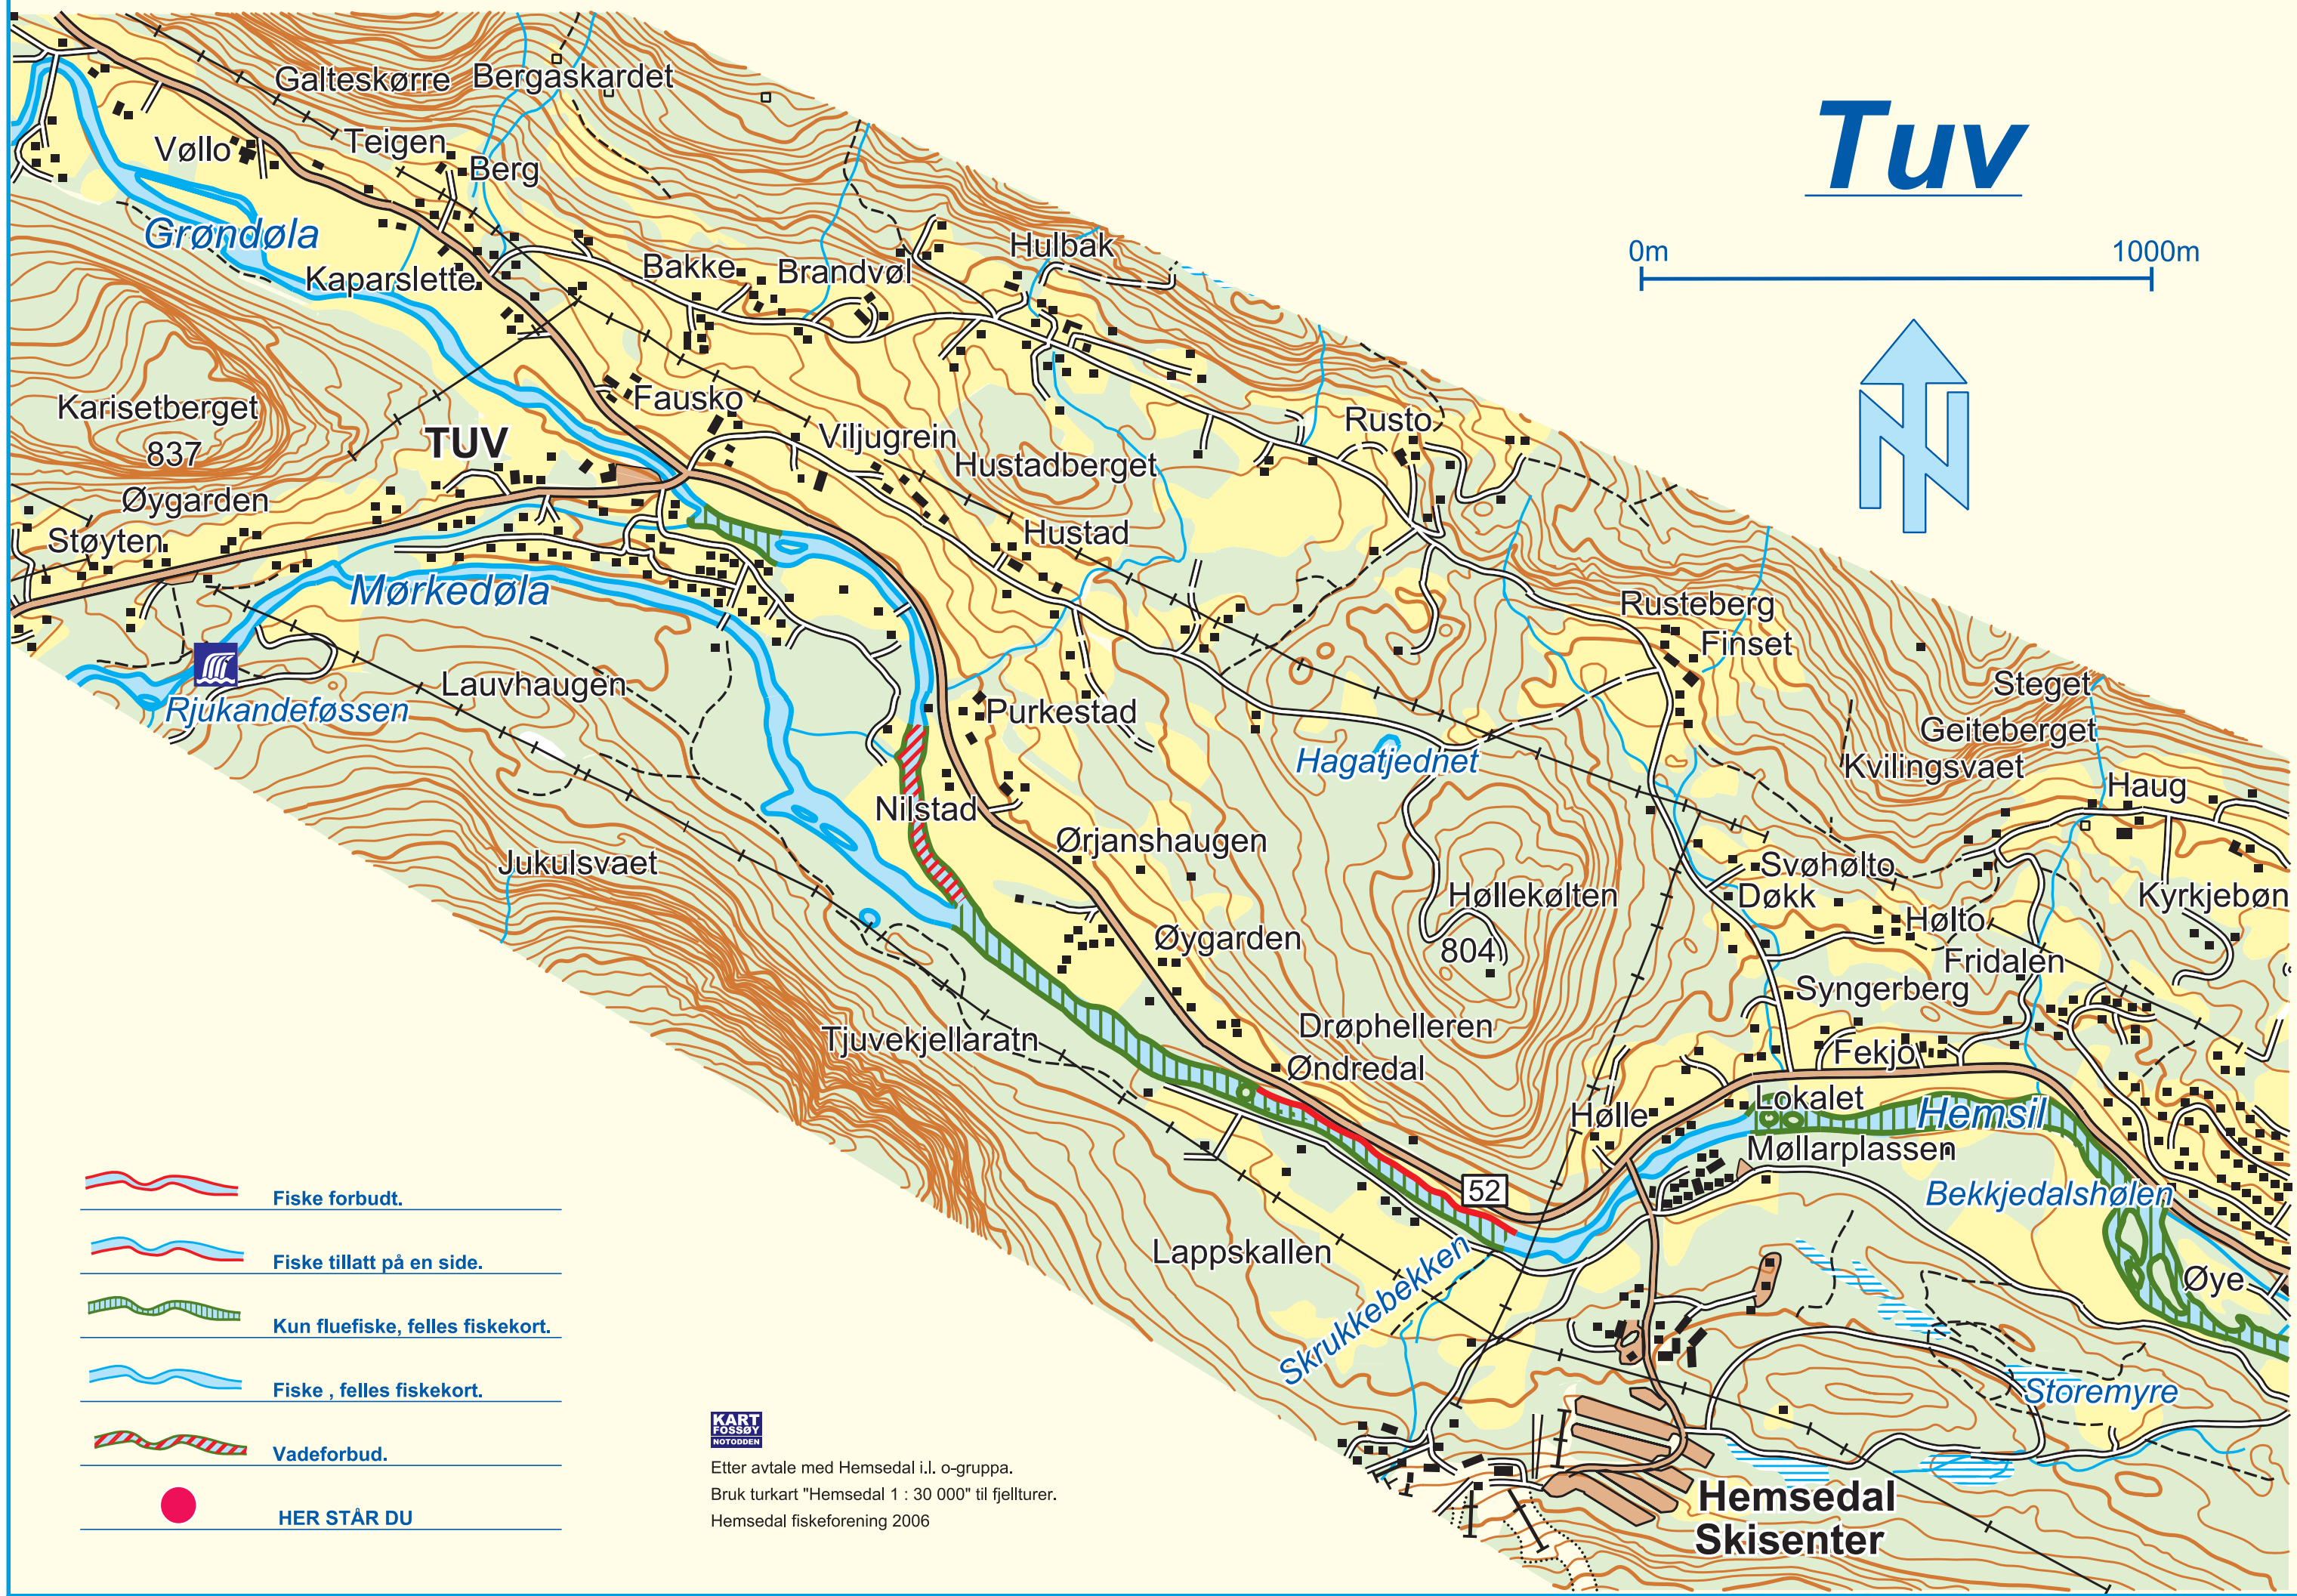 Tuv
0m 1000m
Galteskørre
Bergaskardet
Vøllo
Teigen
Berg
Grøndøla
Kaparslette
Bakke
Brandvøl
Hulbak
Karisetberget
837
TUV
Fausko
Viljugrein
Hustadberget
Rusto
Øygarden
Støyten
Hustad
Mørkedøla
Rusteberg
Finset
Rjukandefossen
Lauvhaugen
Purkestad
Hagatjednet
Steget
Geiteberget
Kvilingsvaet
Haug
Nilstad
Ørjanshaugen
Jukulsvaet
Høllekølten
804
Svøhølto
Døkk
Hølto
Kyrkjebøn
Øygarden
Fridalen
Syngerberg
Tjuvekjellaratn
Drøphelleren
Øndredal
Fekjo
Hølle
Lokalet
Hemsil
Møllarplassen
52
Bekkjedalshølen
Lappskallen
Skrukkebekken
Øye
Storemyre
Hemsedal
Skisenter
Fiske forbudt.
Fiske tillatt på en side.
Kun fluefiske, felles fiskekort.
Fiske , felles fiskekort.
Vadeforbud.
HER STÅR DU
KART
FOSSØY
NOTODDEN
Etter avtale med Hemsedal i.l. o-gruppa.
Bruk turkart "Hemsedal 1 : 30 000" til fjellturer.
Hemsedal fiskeforening 2006